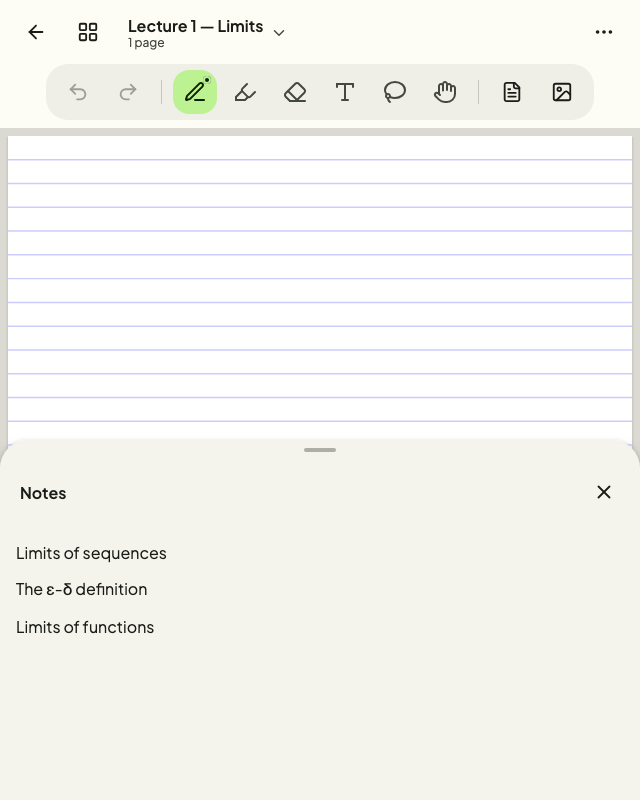 Lecture 1 — Limits
1 page
Notes
Limits of sequences
The ε-δ definition
Limits of functions